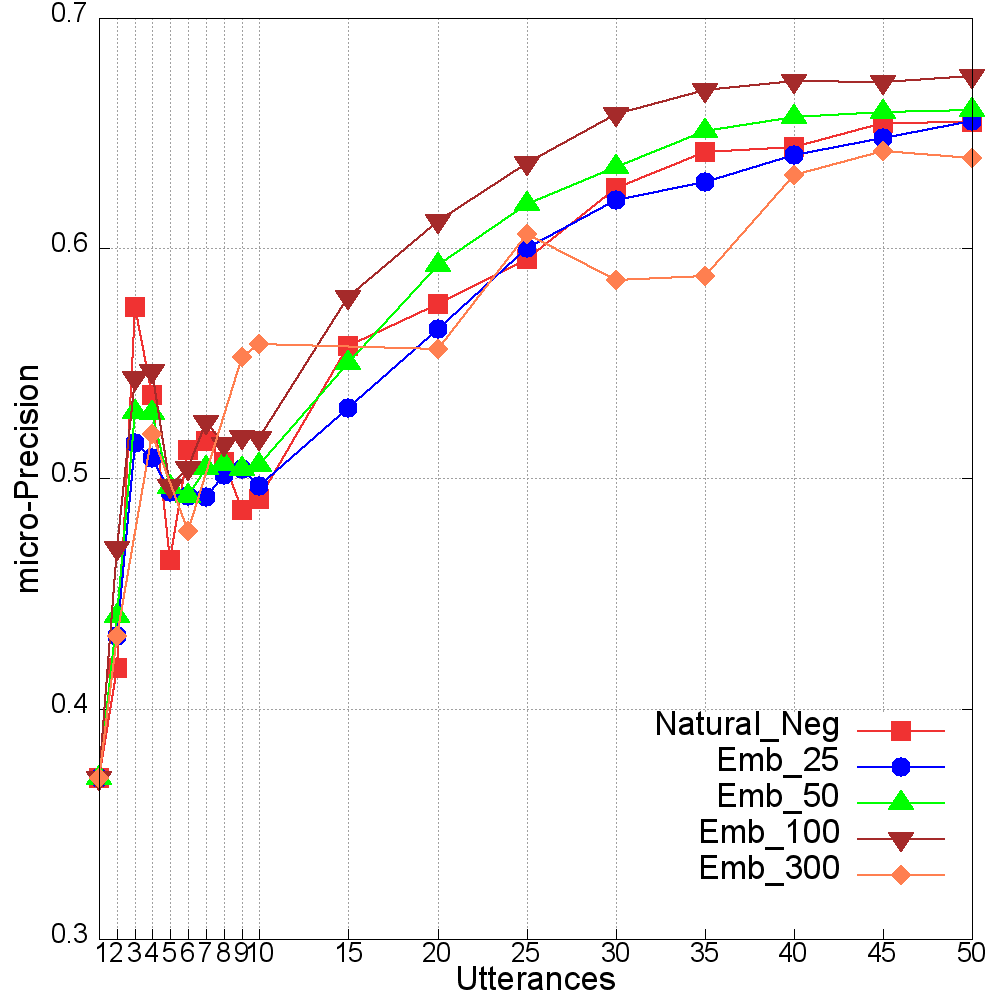 0.7
0.6
0.5
0.4
0.3
micro-Precision
Natural_Neg
Emb_25
Emb_50
Emb_100
Emb_300
1 2 3 4 5 6 7 8 9 10 15 20 25 30 35 40 45 50
Utterances